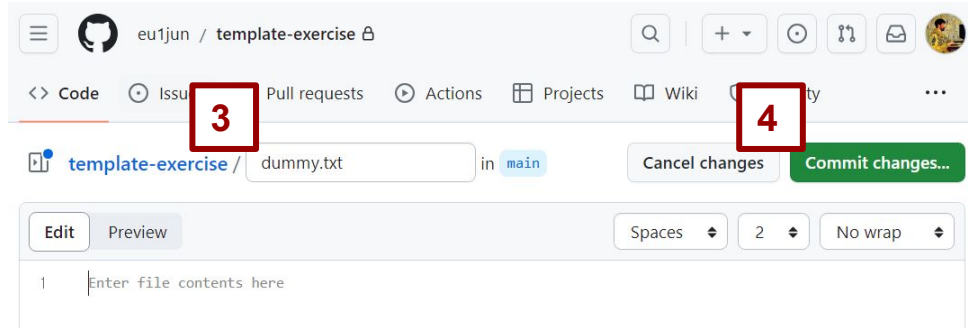 eu1jun / template-exercise
Code Issu Pull requests Actions Projects Wiki ty ...
3
4
template-exercise / dummy.txt in main Cancel changes Commit changes...
Edit Preview Spaces 2 No wrap
1 Enter file contents here